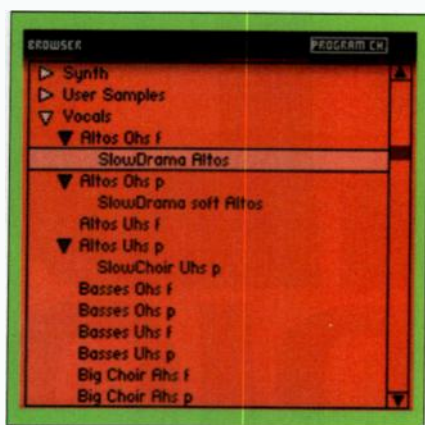 BROWSER PROGRAM CH.
Synth
User Samples
Vocals
Altos Ohs f
SlowDrama Altos
Altos Ohs p
SlowDrama soft Altos
Altos Uhs f
Altos Uhs p
SlowChoir Uhs p
Basses Ohs f
Basses Ohs p
Basses Uhs f
Basses Uhs p
Big Choir Ahs f
Big Choir Ahs p